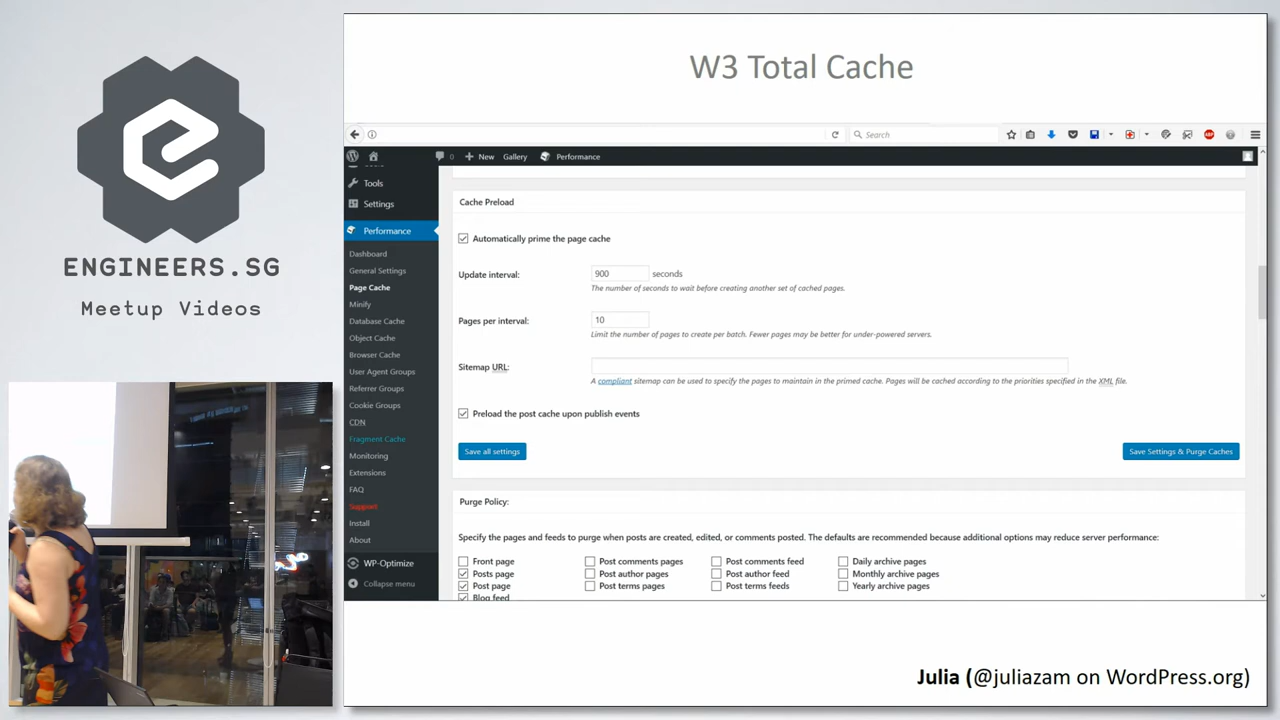 ENGINEERS.SG
Meetup Videos
W3 Total Cache
Search
0 New Gallery Performance
Tools
Settings
Performance
Dashboard
General Settings
Page Cache
Minify
Database Cache
Object Cache
Browser Cache
User Agent Groups
Referrer Groups
Cookie Groups
CDN
Fragment Cache
Monitoring
Extensions
FAQ
Support
Install
About
WP-Optimize
Collapse menu
Cache Preload
Automatically prime the page cache
Update interval: 900 seconds
The number of seconds to wait before creating another set of cached pages.
Pages per interval: 10
Limit the number of pages to create per batch. Fewer pages may be better for under-powered servers.
Sitemap URL:
A compliant sitemap can be used to specify the pages to maintain in the primed cache. Pages will be cached according to the priorities specified in the XML file.
Preload the post cache upon publish events
Save all settings Save Settings & Purge Caches
Purge Policy:
Specify the pages and feeds to purge when posts are created, edited, or comments posted. The defaults are recommended because additional options may reduce server performance:
Front page Post comments pages Post comments feed Daily archive pages
Posts page Post author pages Post author feed Monthly archive pages
Post page Post terms pages Post terms feeds Yearly archive pages
Blog feed
Julia (@juliazam on WordPress.org)